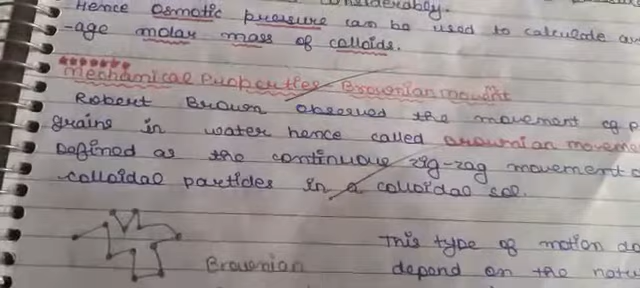 Hence osmotic pressure can be used to calculate av
-age molar mass of colloids.
Mechanical Properties - Brownian movemnt
Robert Brown observed the movement of p
grains in water hence called Brownian moveme
Defined as the continuous zig-zag movement o
colloidal particles in a colloidal sol.
This type of motion do
Brownian depend on the natu